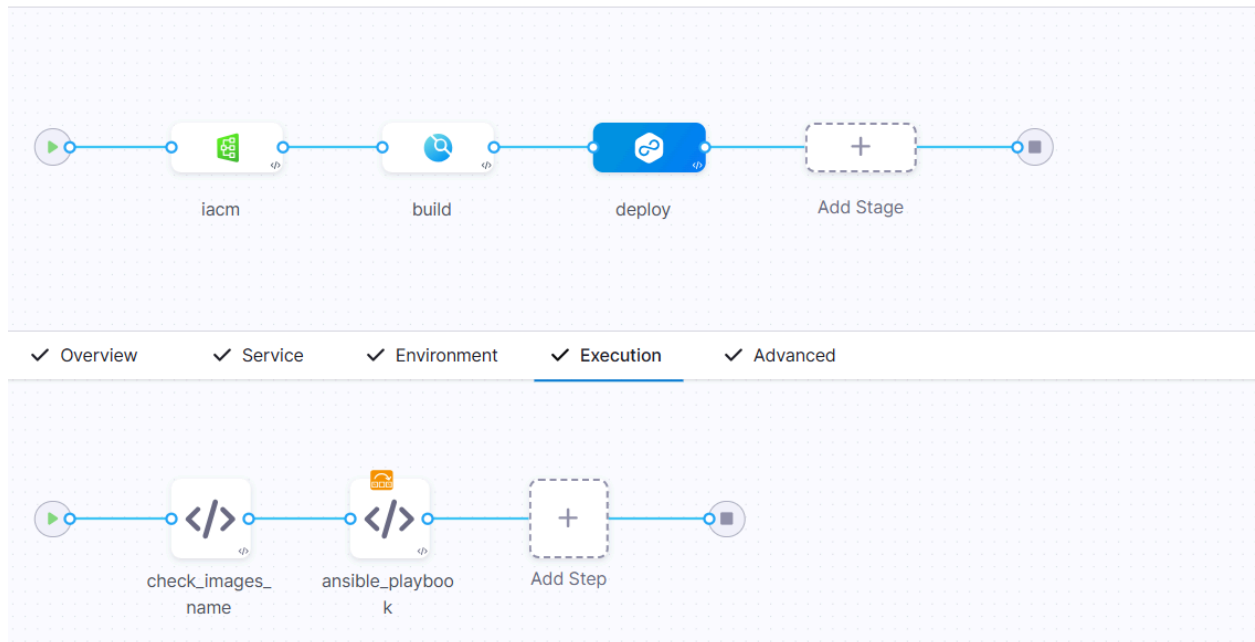 iacm
build
deploy
Add Stage
Overview
Service
Environment
Execution
Advanced
check_images_
name
ansible_playboo
k
Add Step